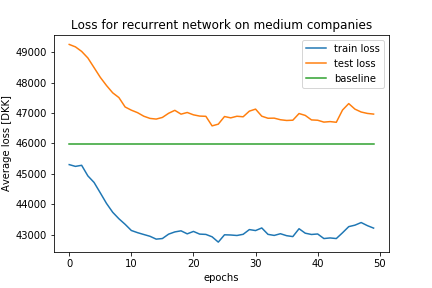 Loss for recurrent network on medium companies
train loss
test loss
baseline
Average loss [DKK]
49000
48000
47000
46000
45000
44000
43000
0 10 20 30 40 50
epochs